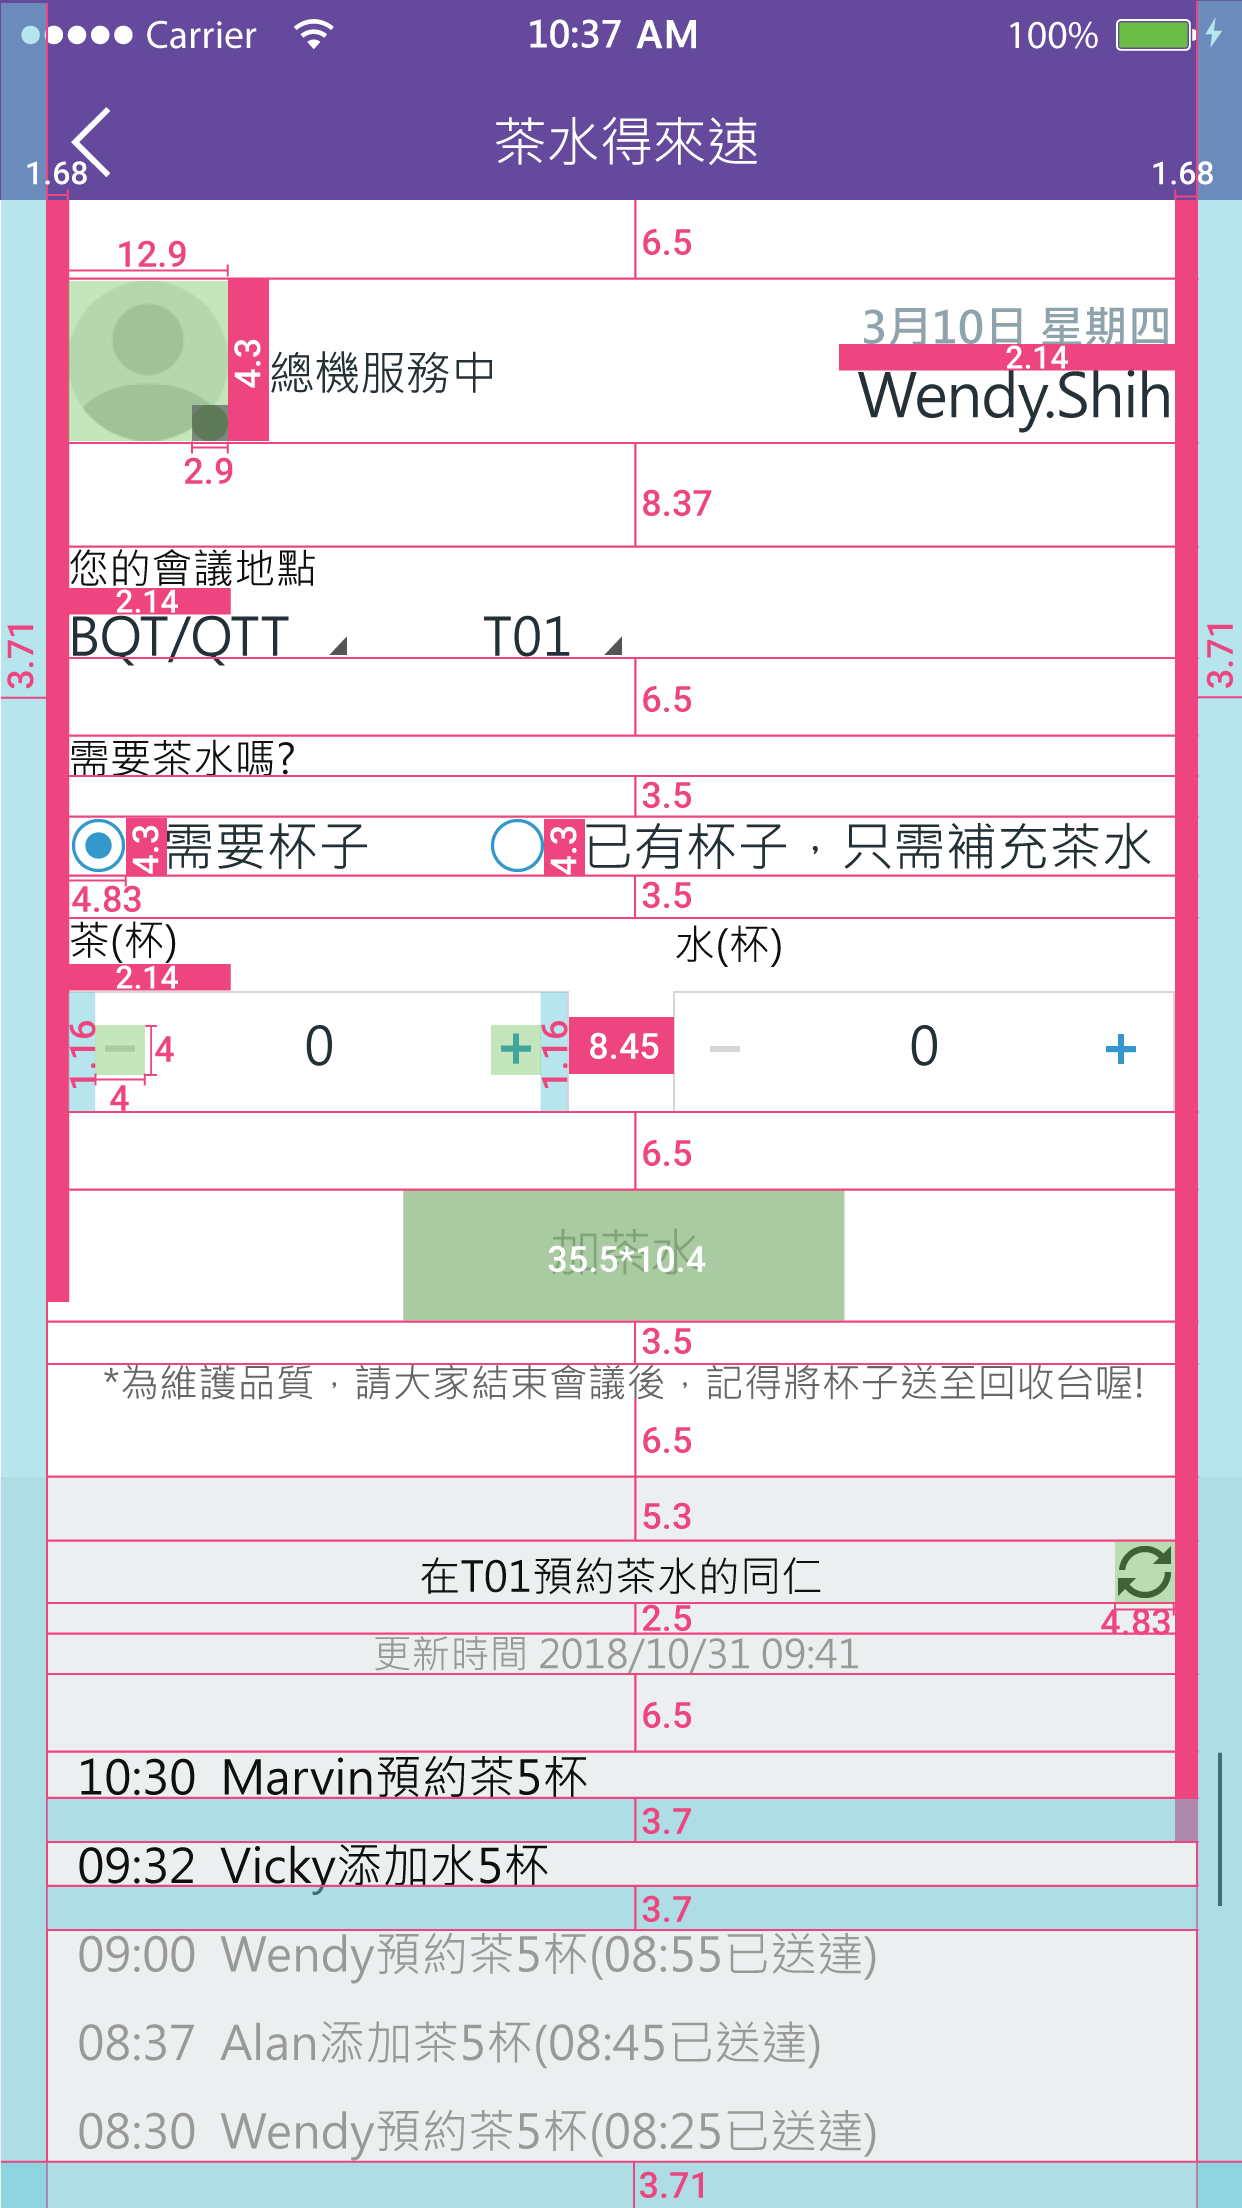 Carrier 10:37 AM 100%
茶水得來速
1.68 1.68
6.5
12.9
3月10日 星期四
4.3 總機服務中
2.14
Wendy.Shih
2.9
8.37
您的會議地點
2.14
BQT/QTT T01
3.71 3.71
6.5
需要茶水嗎?
3.5
4.3 需要杯子 4.3 已有杯子，只需補充茶水
4.83 3.5
茶(杯) 水(杯)
2.14
1.16 − 4 0 + 1.16 8.45 − 0 +
4
6.5
加茶水
35.5*10.4
3.5
*為維護品質，請大家結束會議後，記得將杯子送至回收台喔!
6.5
5.3
在T01預約茶水的同仁
2.5 4.83
更新時間 2018/10/31 09:41
6.5
10:30 Marvin預約茶5杯
3.7
09:32 Vicky添加水5杯
3.7
09:00 Wendy預約茶5杯(08:55已送達)
08:37 Alan添加茶5杯(08:45已送達)
08:30 Wendy預約茶5杯(08:25已送達)
3.71